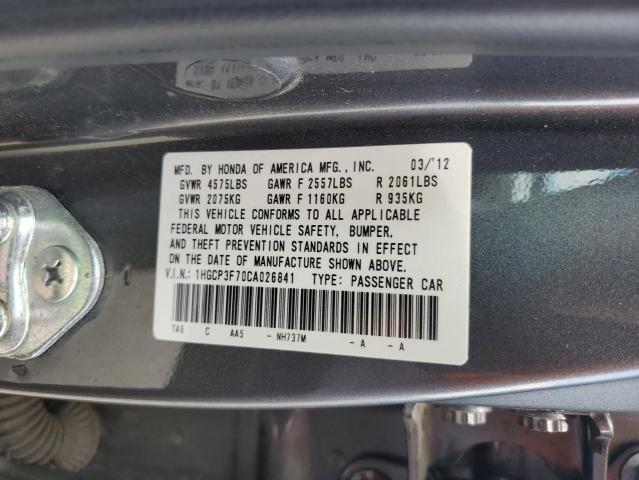 MFD. BY HONDA OF AMERICA MFG., INC. 03/'12
GVWR 4575LBS GAWR F 2557LBS R 2061LBS
GVWR 2075KG GAWR F 1160KG R 935KG
THIS VEHICLE CONFORMS TO ALL APPLICABLE
FEDERAL MOTOR VEHICLE SAFETY, BUMPER,
AND THEFT PREVENTION STANDARDS IN EFFECT
ON THE DATE OF MANUFACTURE SHOWN ABOVE.
V.I.N.: 1HGCP3F70CA026841 TYPE: PASSENGER CAR
TAG C AA5 - NH737M - A - A